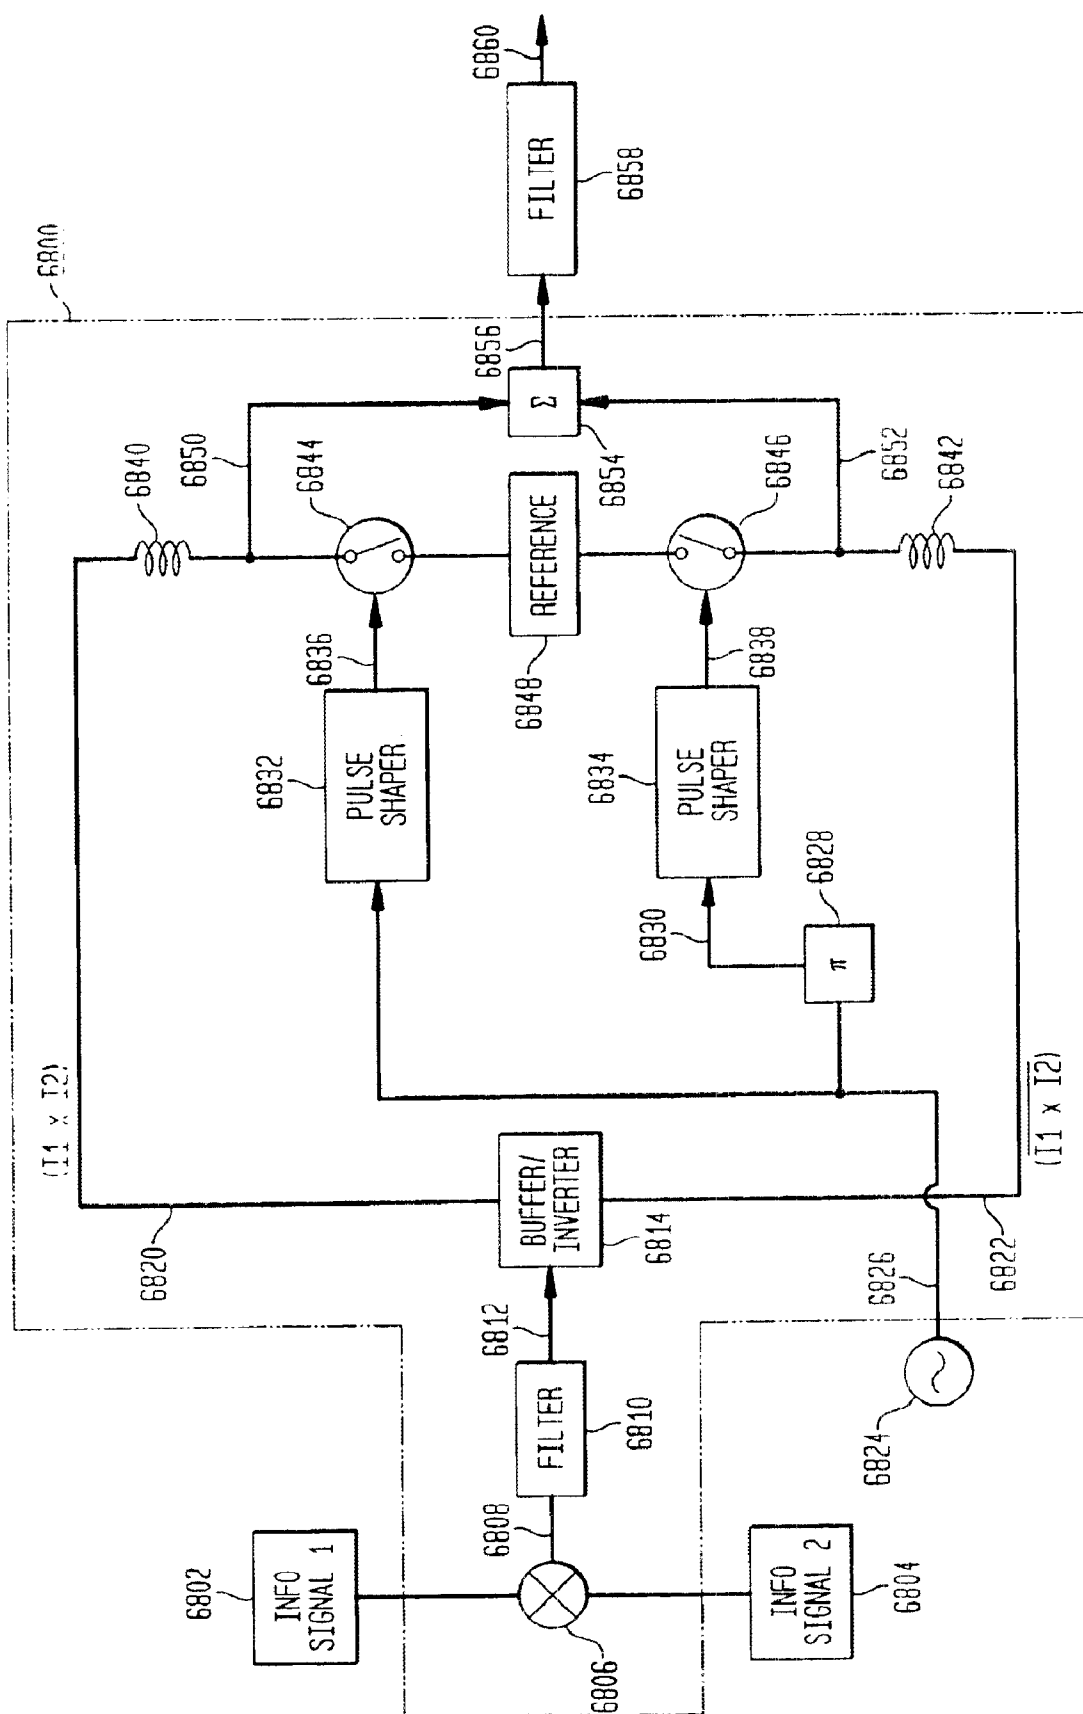 6800
6802
INFO
SIGNAL 1
6806
INFO
SIGNAL 2
6804
6808
FILTER
6810
6812
BUFFER/
INVERTER
6814
6820
(I1 x I2)
6822
(I1 x I2)
6824
6826
π
6828
6830
PULSE
SHAPER
6832
PULSE
SHAPER
6834
6836
6838
6840
6850
6844
REFERENCE
6848
6846
6852
6842
Σ
6854
6856
FILTER
6858
6860